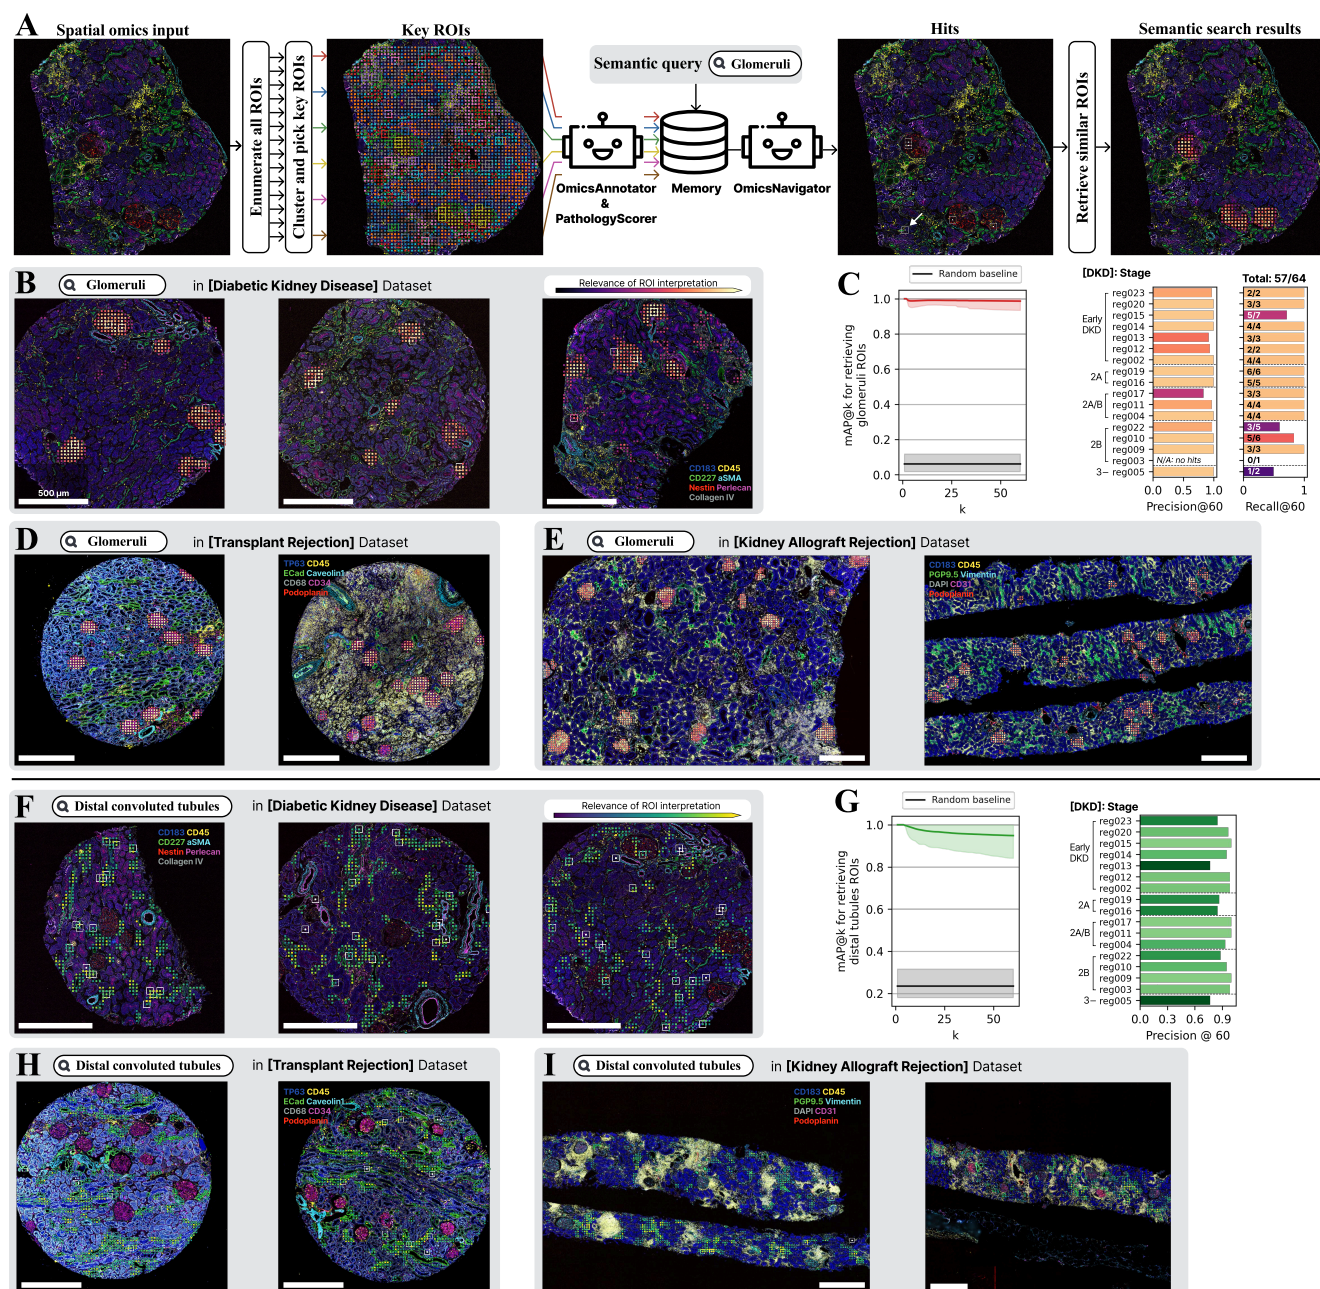 A
Spatial omics input
Key ROIs
Hits
Semantic search results
Enumerate all ROIs
Cluster and pick key ROIs
Semantic query
Glomeruli
OmicsAnnotator
&
PathologyScorer
Memory
OmicsNavigator
Retrieve similar ROIs
B
Glomeruli
in [Diabetic Kidney Disease] Dataset
Relevance of ROI interpretation
500 µm
CD183 CD45
CD227 aSMA
Nestin Perlecan
Collagen IV
C
Random baseline
mAP@k for retrieving
glomeruli ROIs
1.0
0.8
0.6
0.4
0.2
0.0
0
25
50
k
[DKD]: Stage
Total: 57/64
Early
DKD
2A
2A/B
2B
3
reg023 2/2
reg020 3/3
reg015 5/7
reg014 4/4
reg013 3/3
reg012 2/2
reg002 4/4
reg019 6/6
reg016 5/5
reg017 3/3
reg011 4/4
reg004 4/4
reg022 3/5
reg010 5/6
reg009 3/3
reg003 N/A: no hits 0/1
reg005 1/2
0.0 0.5 1.0
Precision@60
0 1
Recall@60
D
Glomeruli
in [Transplant Rejection] Dataset
TP63 CD45
ECad Caveolin1
CD68 CD34
Podoplanin
E
Glomeruli
in [Kidney Allograft Rejection] Dataset
CD183 CD45
PGP9.5 Vimentin
DAPI CD31
Podoplanin
F
Distal convoluted tubules
in [Diabetic Kidney Disease] Dataset
Relevance of ROI interpretation
CD183 CD45
CD227 aSMA
Nestin Perlecan
Collagen IV
G
Random baseline
mAP@k for retrieving
distal tubules ROIs
1.0
0.8
0.6
0.4
0.2
0
25
50
k
[DKD]: Stage
Early
DKD
2A
2A/B
2B
3
reg023
reg020
reg015
reg014
reg013
reg012
reg002
reg019
reg016
reg017
reg011
reg004
reg022
reg010
reg009
reg003
reg005
0.0 0.3 0.6 0.9
Precision @ 60
H
Distal convoluted tubules
in [Transplant Rejection] Dataset
TP63 CD45
ECad Caveolin1
CD68 CD34
Podoplanin
I
Distal convoluted tubules
in [Kidney Allograft Rejection] Dataset
CD183 CD45
PGP9.5 Vimentin
DAPI CD31
Podoplanin